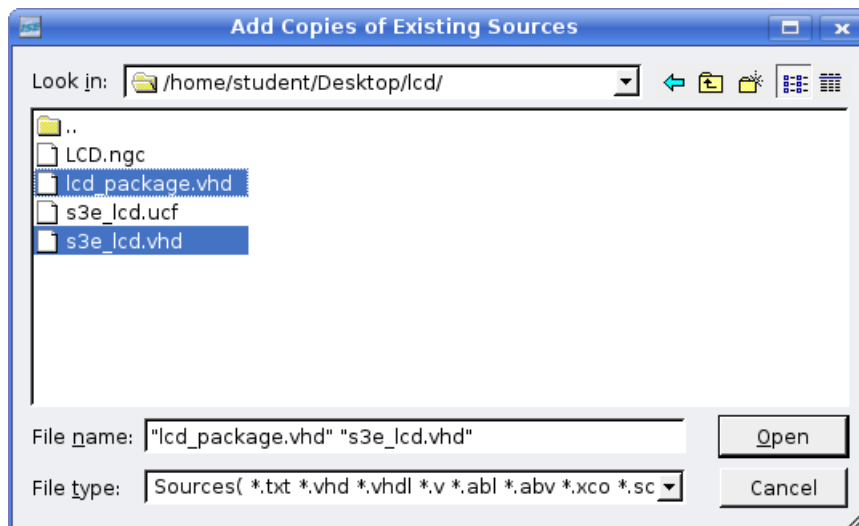 ISE
Add Copies of Existing Sources
Look in: /home/student/Desktop/lcd/
..
LCD.ngc
lcd_package.vhd
s3e_lcd.ucf
s3e_lcd.vhd
File name: "lcd_package.vhd" "s3e_lcd.vhd"
Open
File type: Sources( *.txt *.vhd *.vhdl *.v *.abl *.abv *.xco *.sc
Cancel